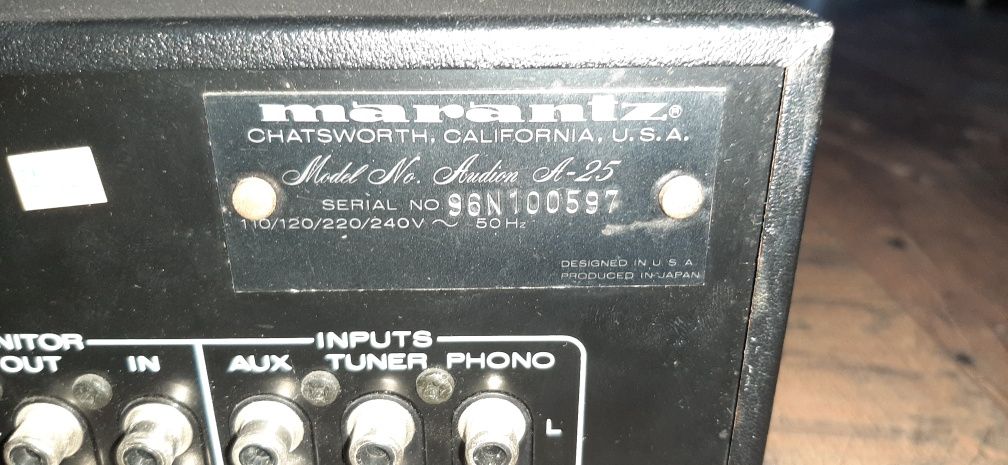 marantz®
CHATSWORTH, CALIFORNIA, U.S.A.
Model No. Audion A-25
SERIAL NO. 96N100597
110/120/220/240V ~ 50Hz
DESIGNED IN U.S.A
PRODUCED IN JAPAN
NITOR
INPUTS
OUT IN AUX TUNER PHONO
L